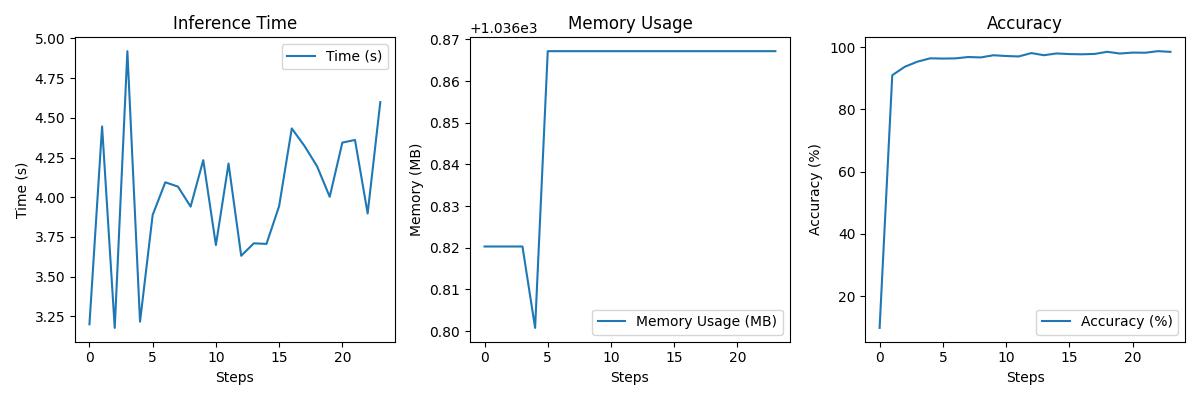 Inference Time
Time (s)
5.00
4.75
4.50
4.25
4.00
3.75
3.50
3.25
Time (s)
0 5 10 15 20
Steps
Memory Usage
+1.036e3
0.87
0.86
0.85
0.84
0.83
0.82
0.81
0.80
Memory (MB)
Memory Usage (MB)
0 5 10 15 20
Steps
Accuracy
100
80
60
40
20
Accuracy (%)
Accuracy (%)
0 5 10 15 20
Steps